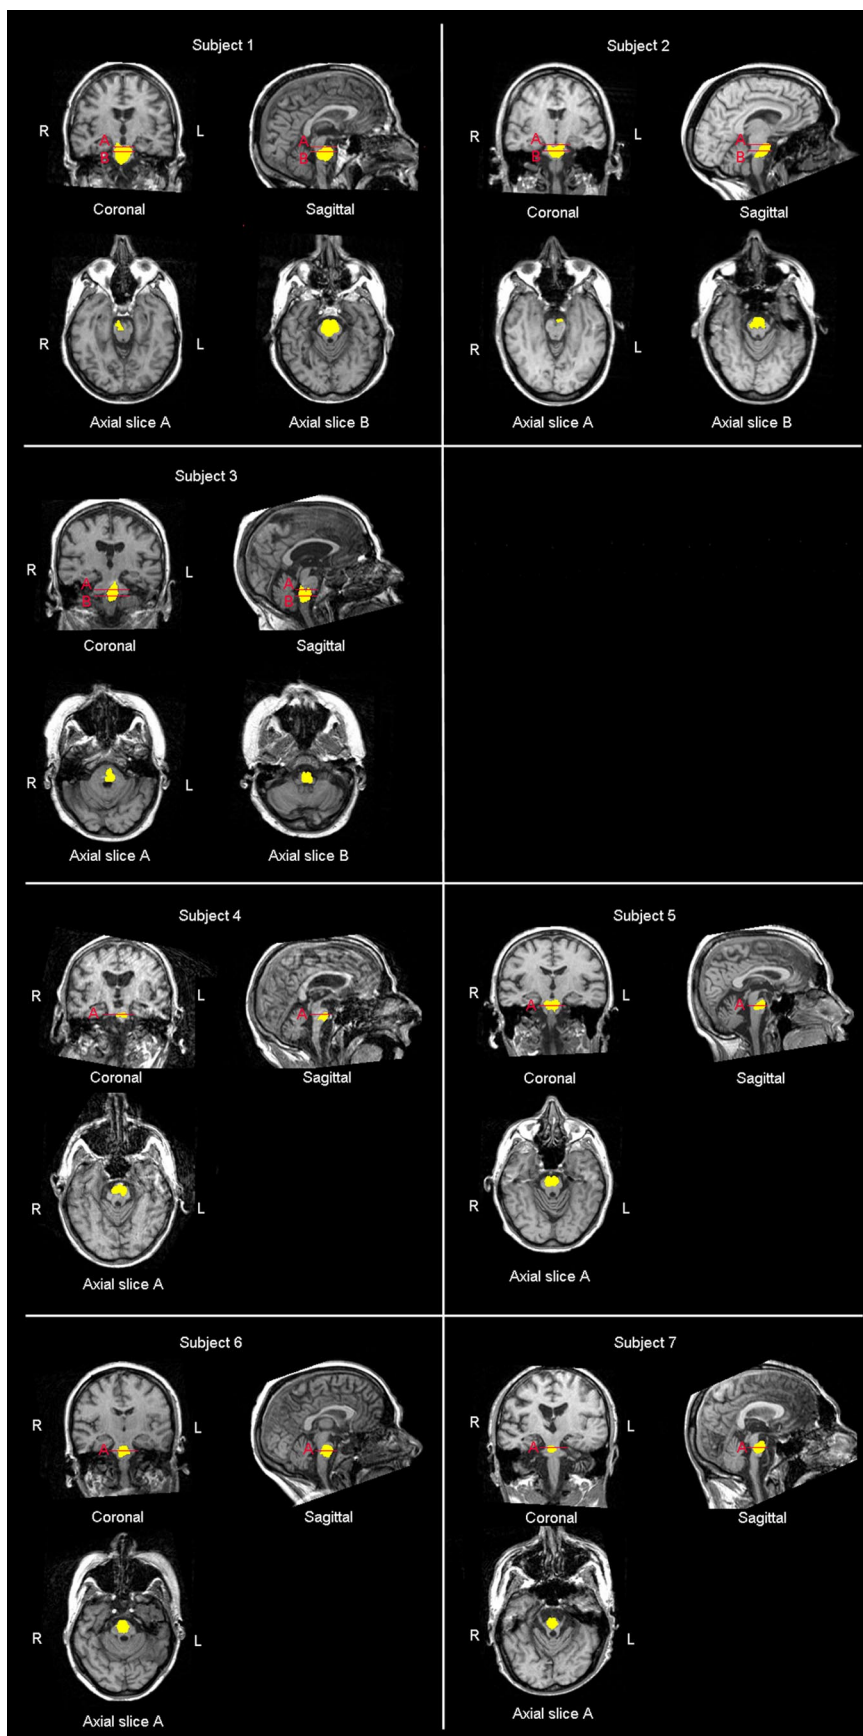 Subject 1
R A B L
Coronal Sagittal
R L
Axial slice A Axial slice B
Subject 2
R A B L
Coronal Sagittal
R L
Axial slice A Axial slice B
Subject 3
R A B L A B
Coronal Sagittal
R L
Axial slice A Axial slice B
Subject 4
R A L A
Coronal Sagittal
R L
Axial slice A
Subject 5
R A L A
Coronal Sagittal
R L
Axial slice A
Subject 6
R A L A
Coronal Sagittal
R L
Axial slice A
Subject 7
R A L A
Coronal Sagittal
R L
Axial slice A